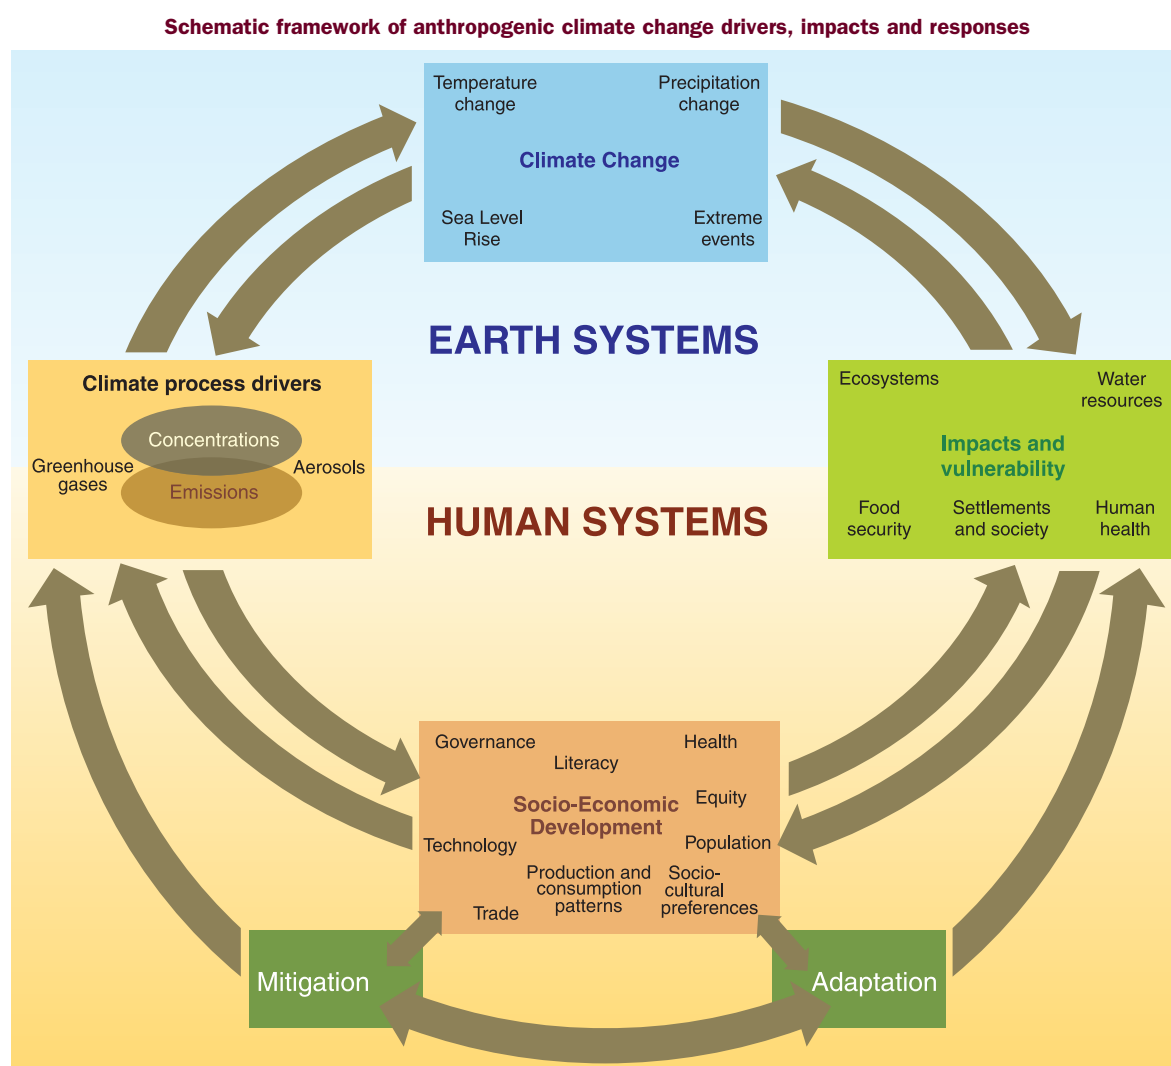 Schematic framework of anthropogenic climate change drivers, impacts and responses
Temperature
change
Precipitation
change
Climate Change
Sea Level
Rise
Extreme
events
EARTH SYSTEMS
Climate process drivers
Concentrations
Greenhouse
gases
Aerosols
Emissions
Ecosystems
Water
resources
Impacts and
vulnerability
Food
security
Settlements
and society
Human
health
HUMAN SYSTEMS
Governance
Literacy
Health
Socio-Economic
Development
Equity
Technology
Population
Production and
consumption
patterns
Socio-
cultural
preferences
Trade
Mitigation
Adaptation